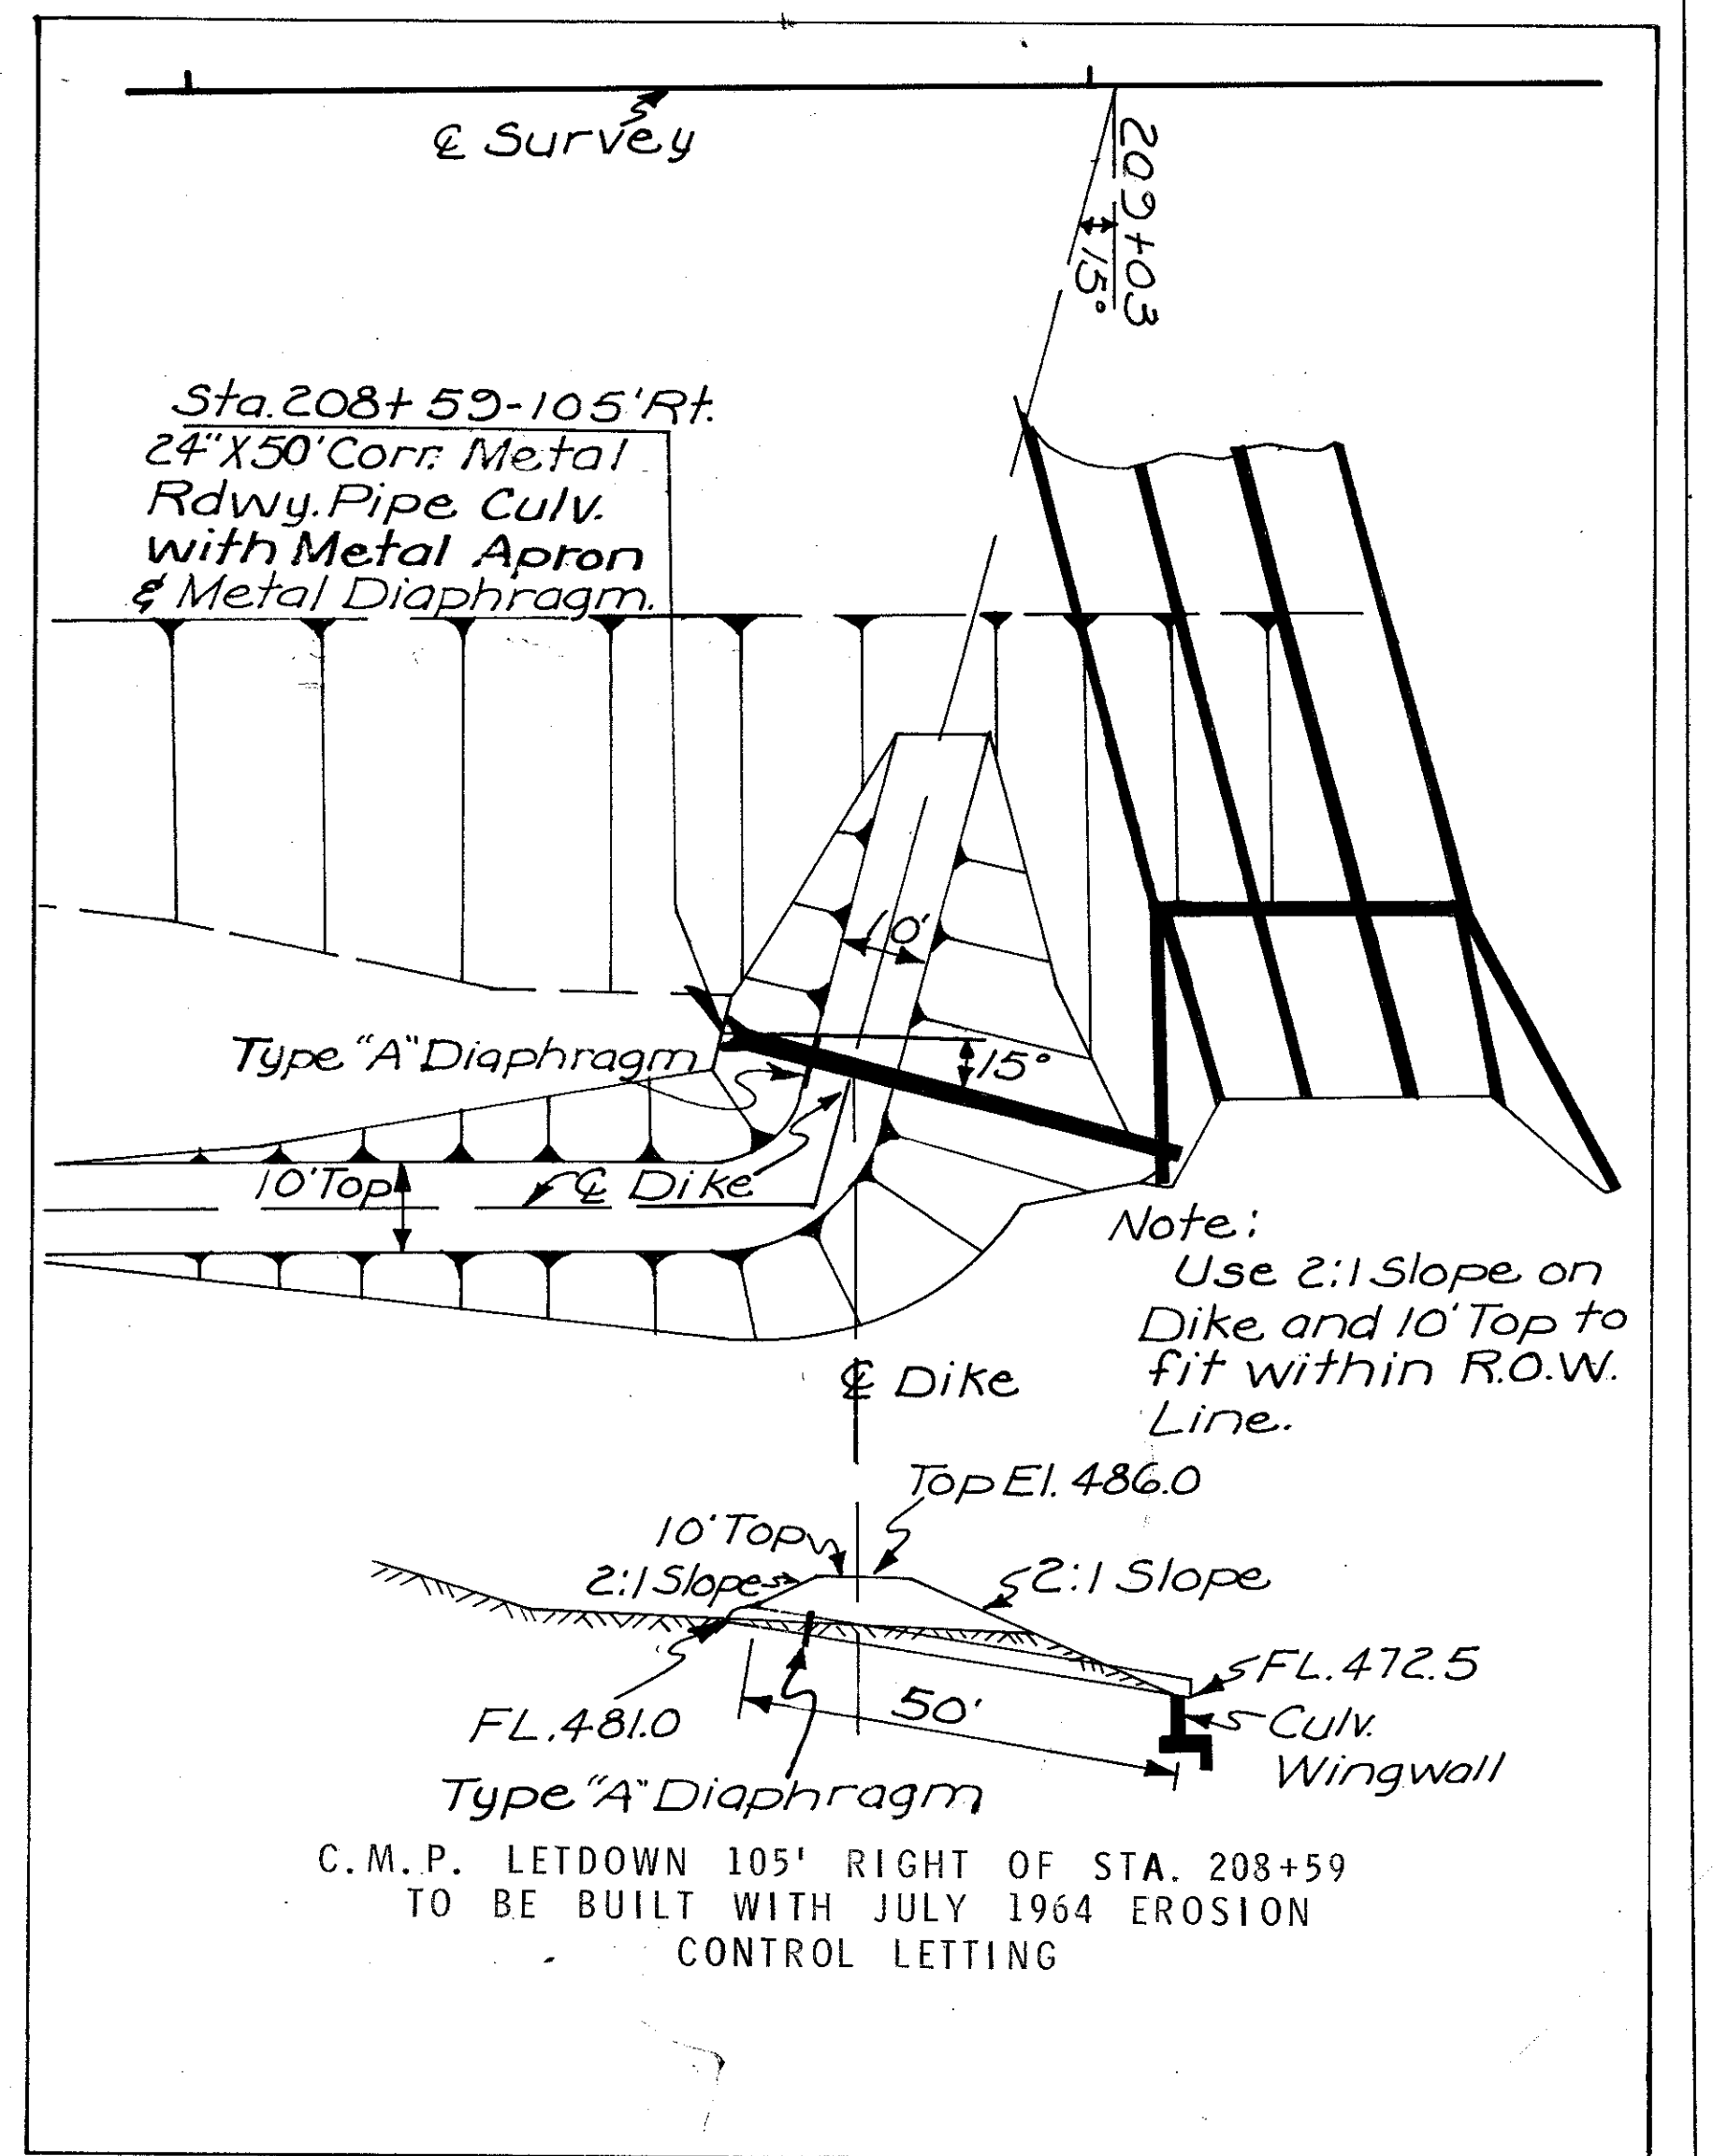 ℄ Survey
209+03
15°
Sta. 208+59-105' Rt.
24"X50' Corr. Metal
Rdwy. Pipe Culv.
with Metal Apron
& Metal Diaphragm.
10'
Type "A" Diaphragm
15°
10' Top
℄ Dike
Note:
Use 2:1 Slope on
Dike and 10' Top to
fit within R.O.W.
Line.
℄ Dike
Top El. 486.0
10' Top
2:1 Slope
2:1 Slope
FL. 472.5
50'
FL. 481.0
Culv.
Wingwall
Type "A" Diaphragm
C.M.P. LETDOWN 105' RIGHT OF STA. 208+59
TO BE BUILT WITH JULY 1964 EROSION
CONTROL LETTING